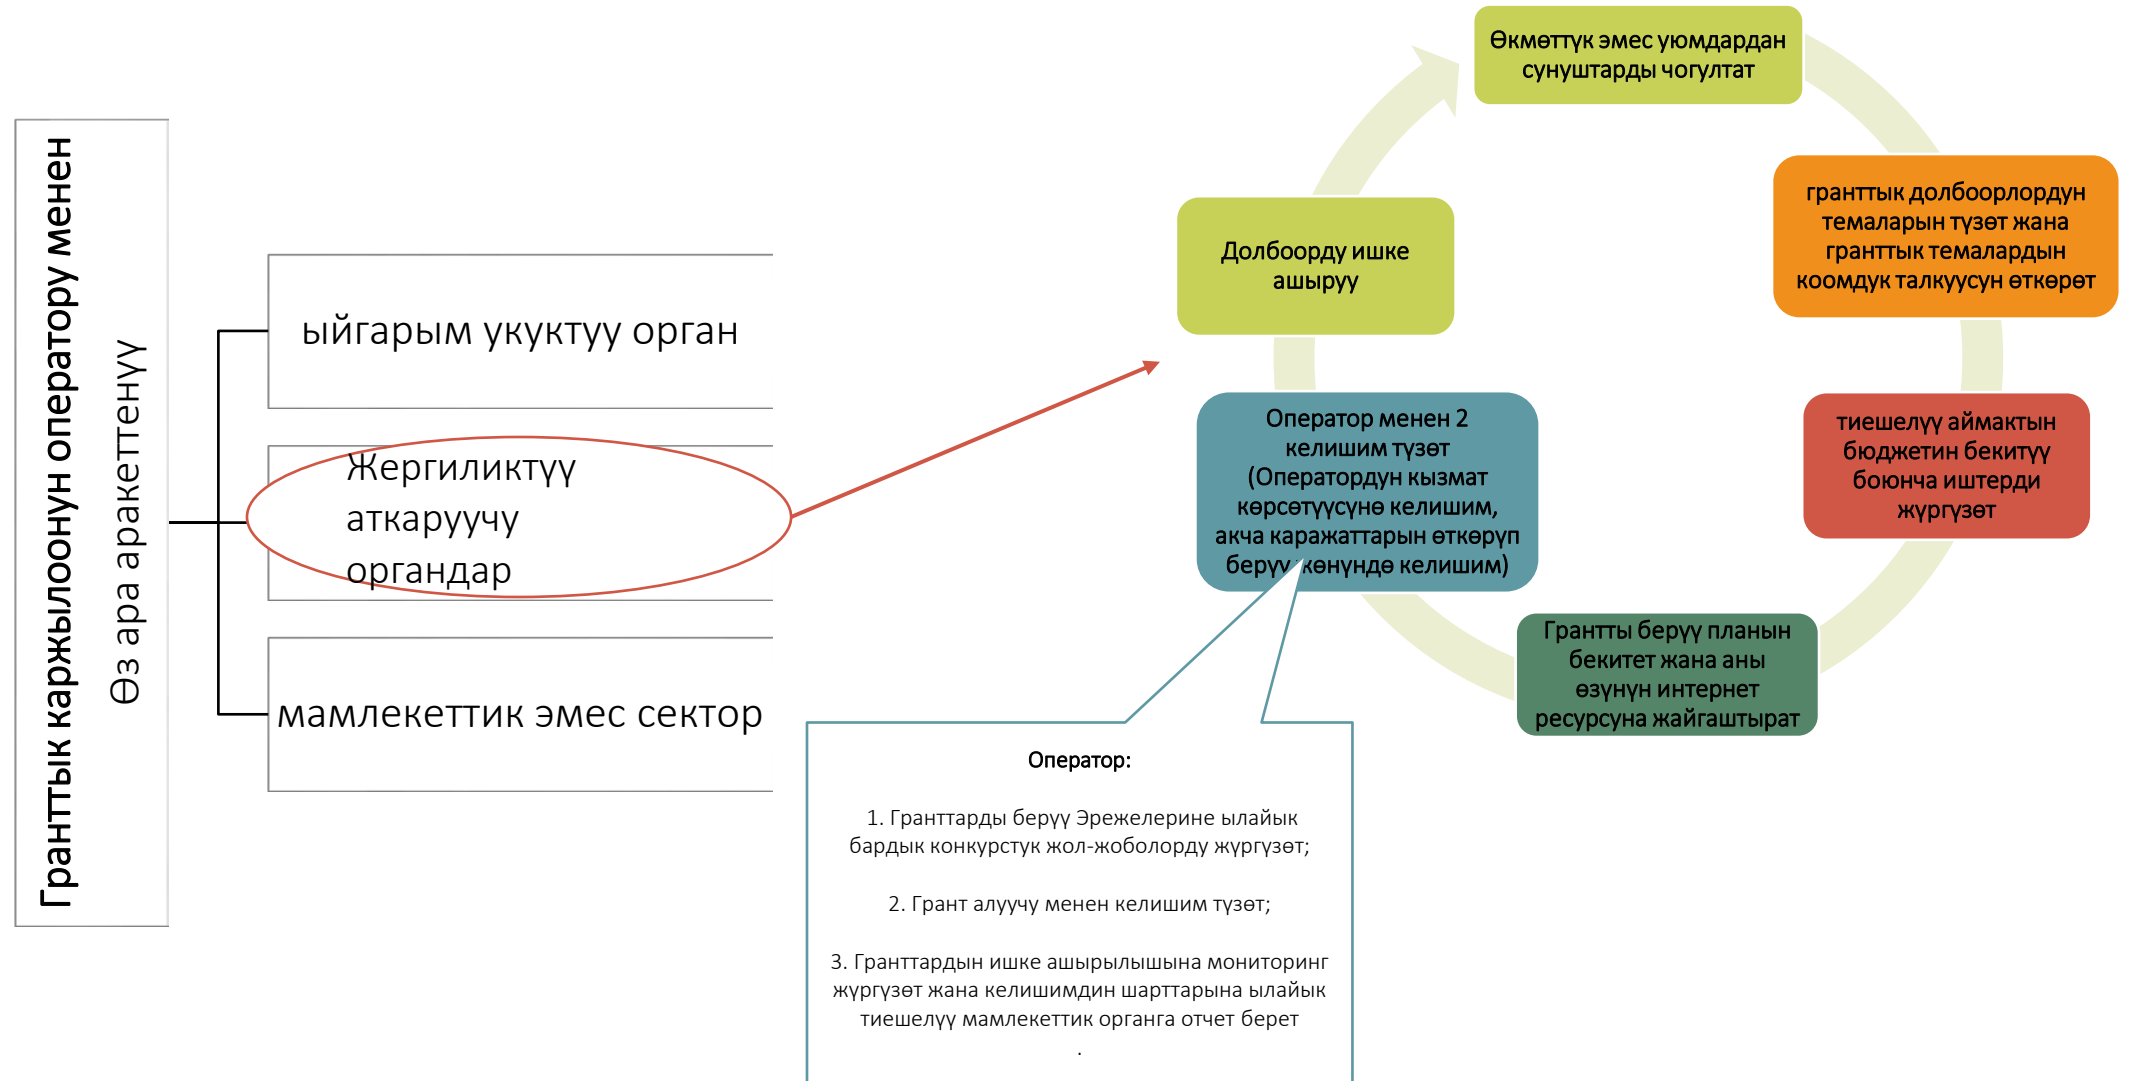 Гранттык каржылоонун оператору менен
Өз ара аракеттенүү
ыйгарым укуктуу орган
Жергиликтүү
аткаруучу
органдар
мамлекеттик эмес сектор
Өкмөттүк эмес уюмдардан
сунуштарды чогултат
гранттык долбоорлордун
темаларын түзөт жана
гранттык темалардын
коомдук талкуусун өткөрөт
тиешелүү аймактын
бюджетин бекитүү
боюнча иштерди
жүргүзөт
Грантты берүү планын
бекитет жана аны
өзүнүн интернет
ресурсуна жайгаштырат
Оператор менен 2
келишим түзөт
(Оператордун кызмат
көрсөтүүсүнө келишим,
акча каражаттарын өткөрүп
берүү жөнүндө келишим)
Долбоорду ишке
ашыруу
Оператор:
1. Гранттарды берүү Эрежелерине ылайык
бардык конкурстук жол-жоболорду жүргүзөт;
2. Грант алуучу менен келишим түзөт;
3. Гранттардын ишке ашырылышына мониторинг
жүргүзөт жана келишимдин шарттарына ылайык
тиешелүү мамлекеттик органга отчет берет
.